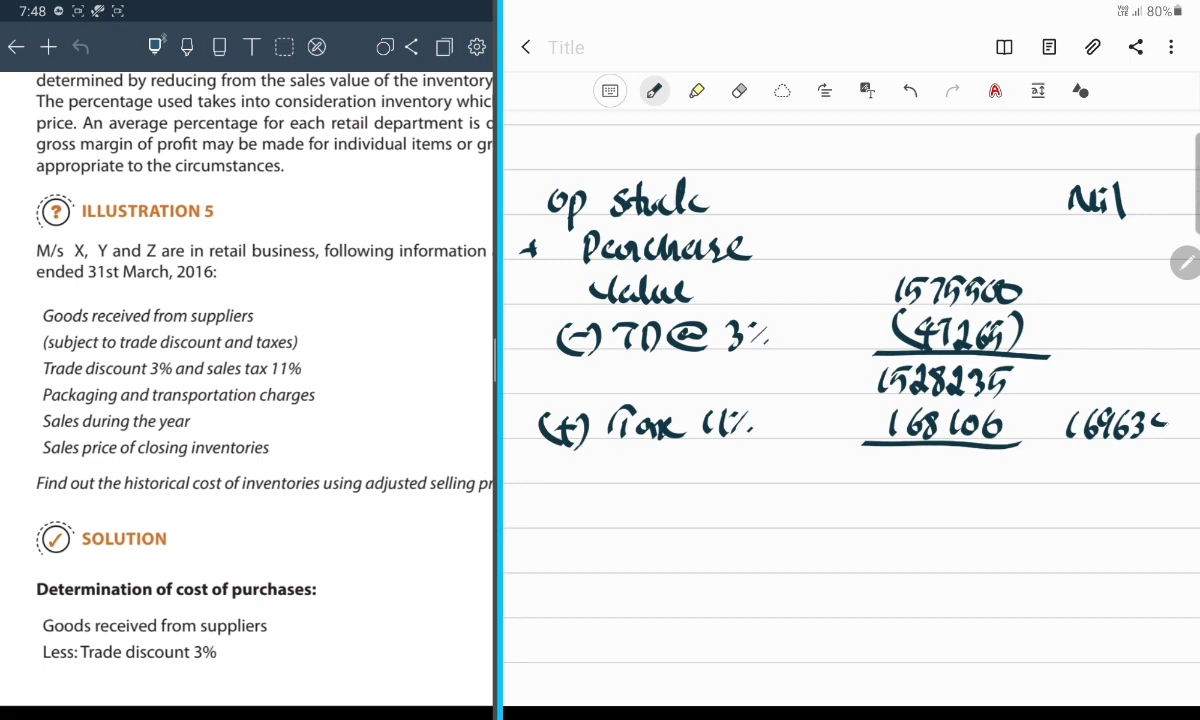 7:48
80%
determined by reducing from the sales value of the inventory
The percentage used takes into consideration inventory whic
price. An average percentage for each retail department is o
gross margin of profit may be made for individual items or gr
appropriate to the circumstances.
? ILLUSTRATION 5
M/s X, Y and Z are in retail business, following information
ended 31st March, 2016:
Goods received from suppliers
(subject to trade discount and taxes)
Trade discount 3% and sales tax 11%
Packaging and transportation charges
Sales during the year
Sales price of closing inventories
Find out the historical cost of inventories using adjusted selling pr
SOLUTION
Determination of cost of purchases:
Goods received from suppliers
Less: Trade discount 3%
Title
op stock Nil
+ Purchase
Value 1575500
(-) TD @ 3% (47265)
1528235
(+) Tax 11% 168106 169634